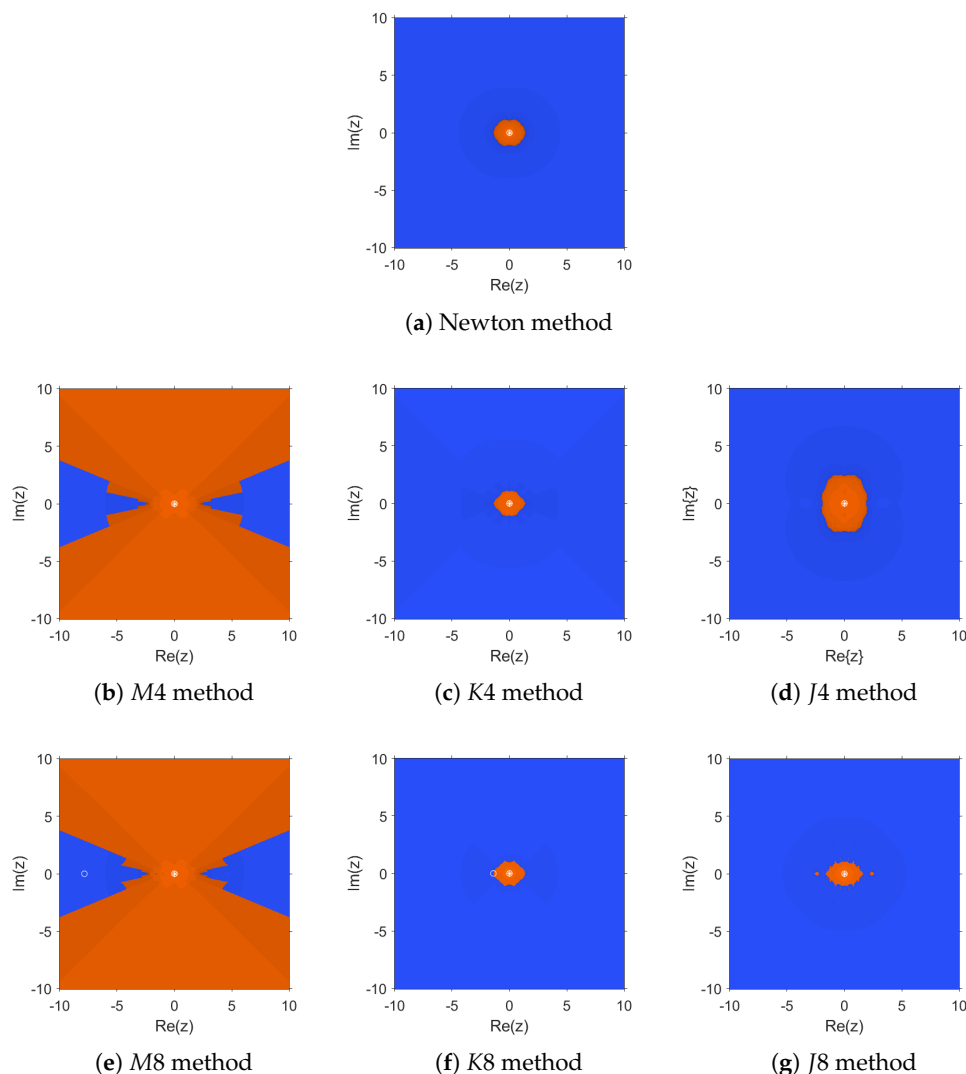 10
5
0
-5
-10
Im(z)
-10 -5 0 5 10
Re(z)
(a) Newton method
10 10 10
5 5 5
0 0 0
-5 -5 -5
-10 -10 -10
Im(z) Im(z) Im{z}
-10 -5 0 5 10 -10 -5 0 5 10 -10 -5 0 5 10
Re(z) Re(z) Re{z}
(b) M4 method (c) K4 method (d) J4 method
10 10 10
5 5 5
0 0 0
-5 -5 -5
-10 -10 -10
Im(z) Im(z) Im(z)
-10 -5 0 5 10 -10 -5 0 5 10 -10 -5 0 5 10
Re(z) Re(z) Re(z)
(e) M8 method (f) K8 method (g) J8 method